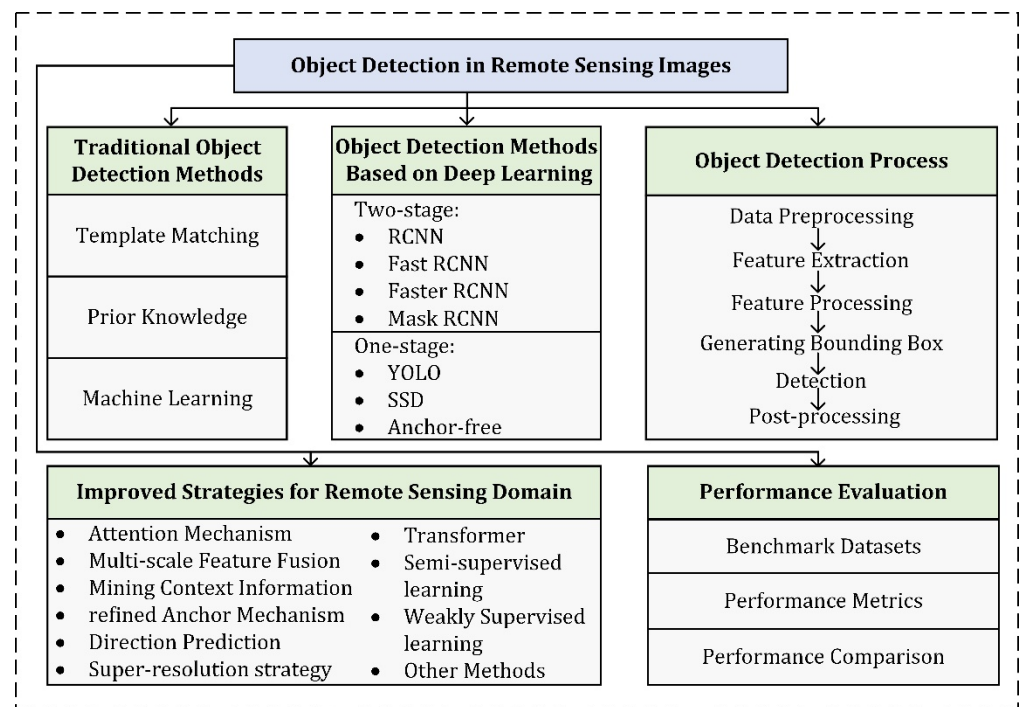 Object Detection in Remote Sensing Images
Traditional Object
Detection Methods
Template Matching
Prior Knowledge
Machine Learning
Object Detection Methods
Based on Deep Learning
Two-stage:
• RCNN
• Fast RCNN
• Faster RCNN
• Mask RCNN
One-stage:
• YOLO
• SSD
• Anchor-free
Object Detection Process
Data Preprocessing
Feature Extraction
Feature Processing
Generating Bounding Box
Detection
Post-processing
Improved Strategies for Remote Sensing Domain
• Attention Mechanism
• Multi-scale Feature Fusion
• Mining Context Information
• refined Anchor Mechanism
• Direction Prediction
• Super-resolution strategy
• Transformer
• Semi-supervised
learning
• Weakly Supervised
learning
• Other Methods
Performance Evaluation
Benchmark Datasets
Performance Metrics
Performance Comparison